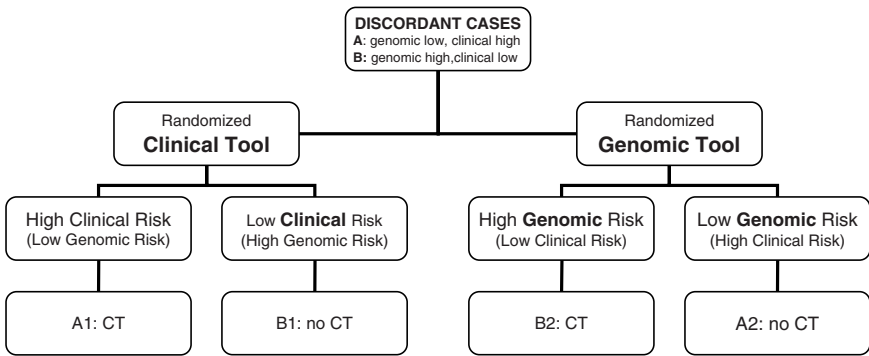 DISCORDANT CASES
A: genomic low, clinical high
B: genomic high,clinical low
Randomized
Clinical Tool
Randomized
Genomic Tool
High Clinical Risk
(Low Genomic Risk)
Low Clinical Risk
(High Genomic Risk)
High Genomic Risk
(Low Clinical Risk)
Low Genomic Risk
(High Clinical Risk)
A1: CT
B1: no CT
B2: CT
A2: no CT